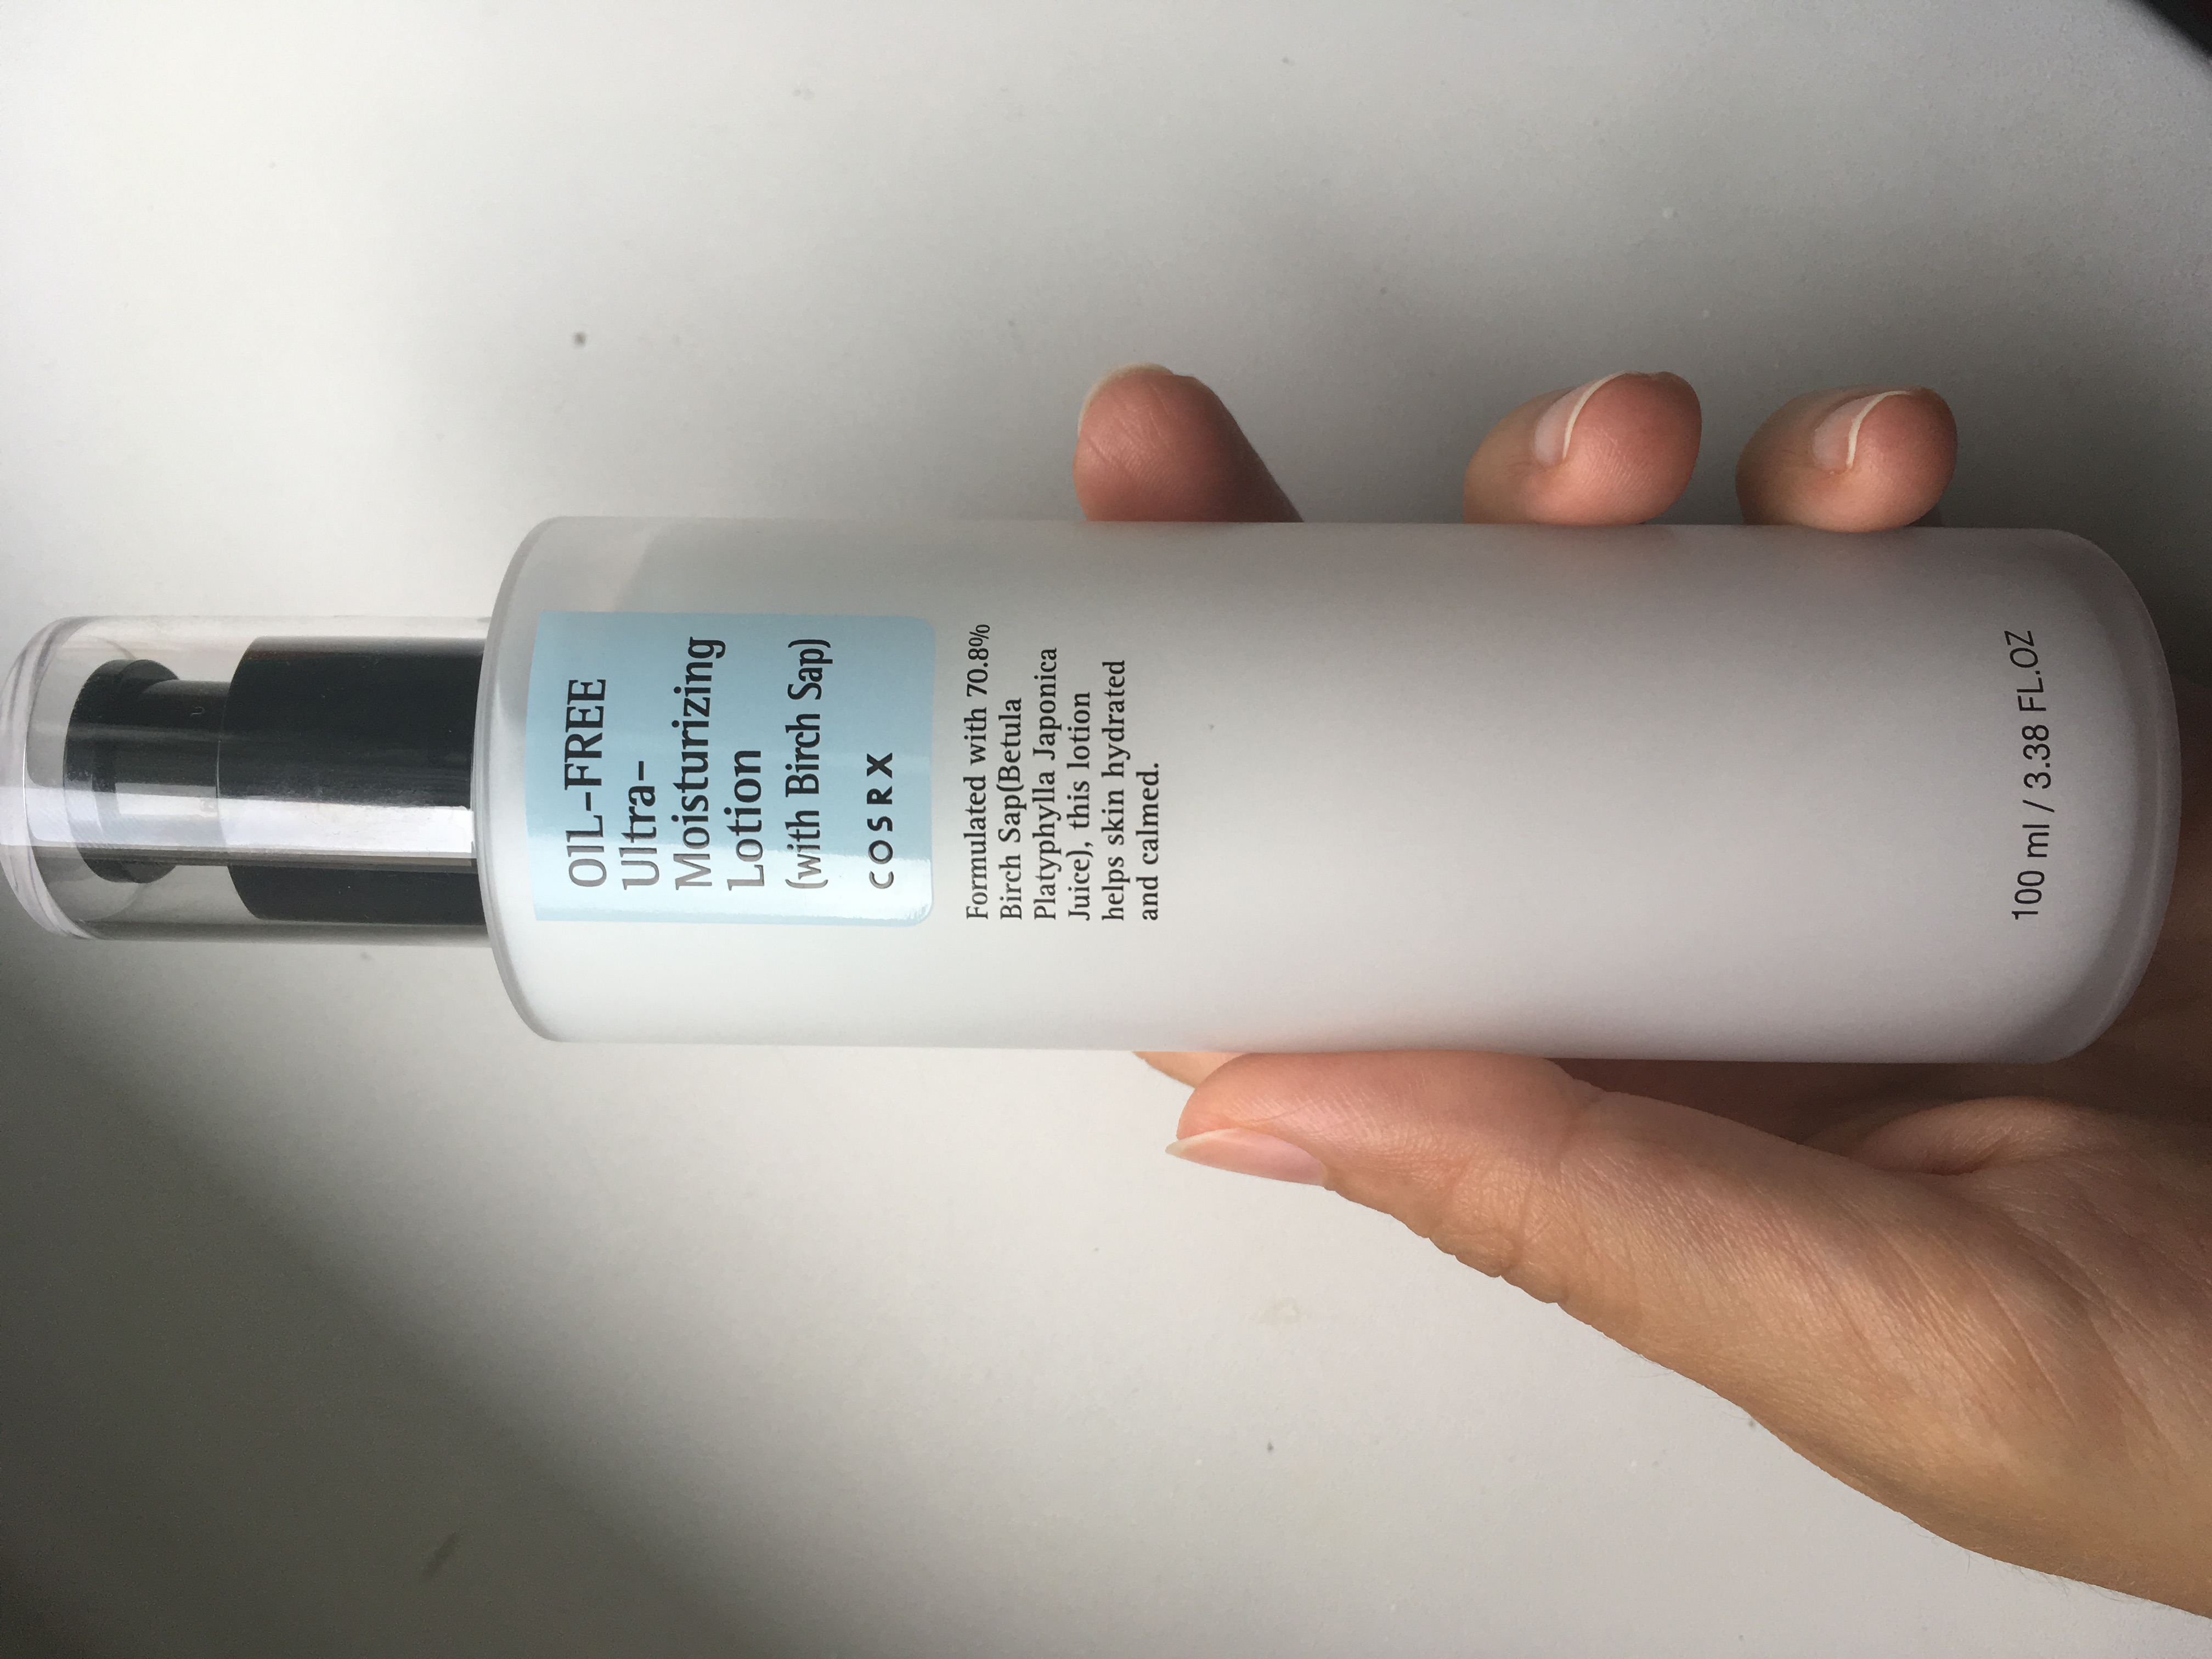 OIL-FREE
Ultra-
Moisturizing
Lotion
(with Birch Sap)
COSRX
Formulated with 70.8%
Birch Sap(Betula
Platyphylla Japonica
Juice), this lotion
helps skin hydrated
and calmed.
100 ml / 3.38 FL.OZ